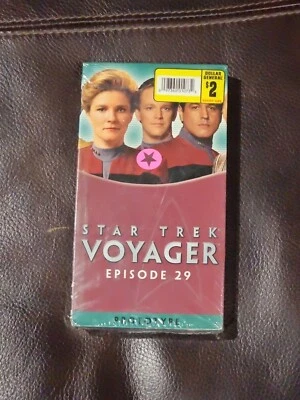 DOLLAR
GENERAL
$2
STAR TREK
VOYAGER
EPISODE 29